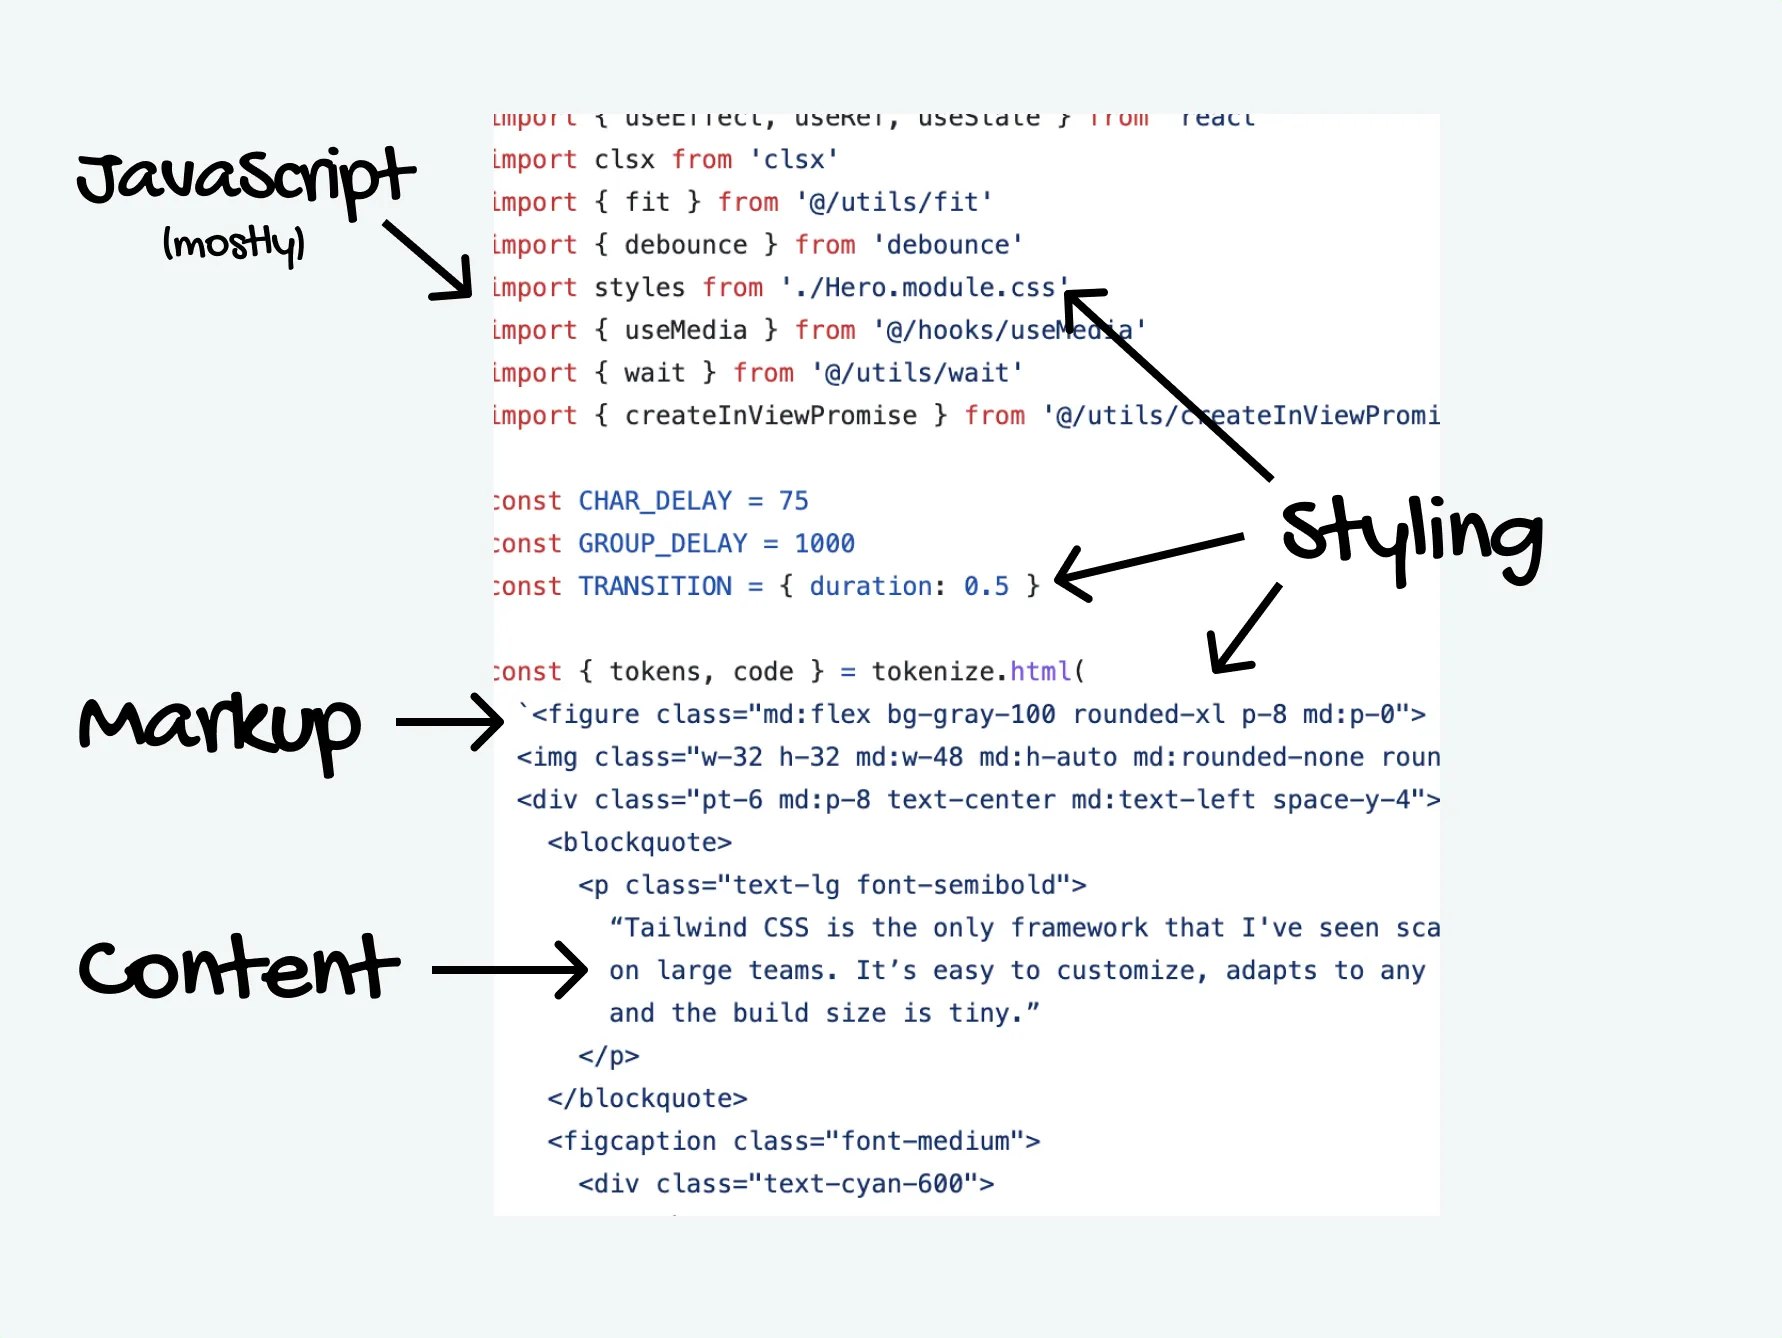 JavaScript
(mostly)
import { useEffect, useRef, useState } from 'react'
import clsx from 'clsx'
import { fit } from '@/utils/fit'
import { debounce } from 'debounce'
import styles from './Hero.module.css'
import { useMedia } from '@/hooks/useMedia'
import { wait } from '@/utils/wait'
import { createInViewPromise } from '@/utils/createInViewPromi
const CHAR_DELAY = 75
const GROUP_DELAY = 1000
const TRANSITION = { duration: 0.5 }
Styling
const { tokens, code } = tokenize.html(
Markup
`<figure class="md:flex bg-gray-100 rounded-xl p-8 md:p-0">
<img class="w-32 h-32 md:w-48 md:h-auto md:rounded-none roun
<div class="pt-6 md:p-8 text-center md:text-left space-y-4">
<blockquote>
<p class="text-lg font-semibold">
“Tailwind CSS is the only framework that I've seen sca
Content
on large teams. It’s easy to customize, adapts to any
and the build size is tiny.”
</p>
</blockquote>
<figcaption class="font-medium">
<div class="text-cyan-600">